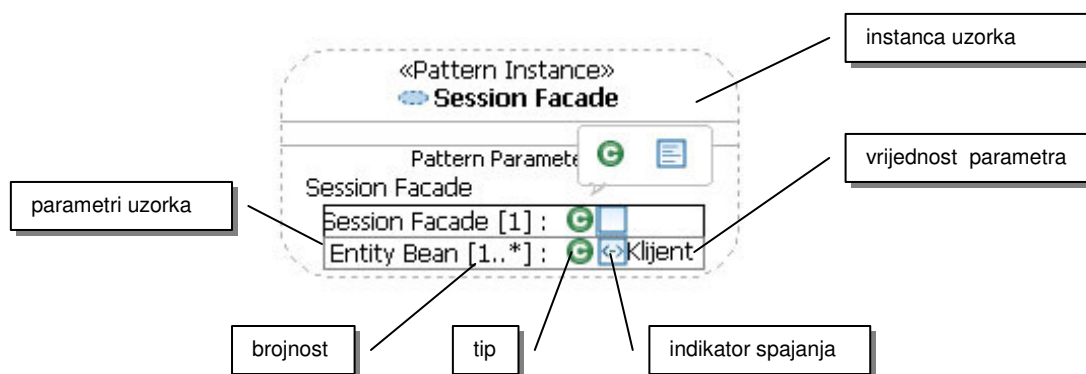 instanca uzorka
«Pattern Instance»
Session Facade
Pattern Paramete
vrijednost parametra
Session Facade
parametri uzorka
Session Facade [1] :
Entity Bean [1..*] : Klijent
brojnost
tip
indikator spajanja